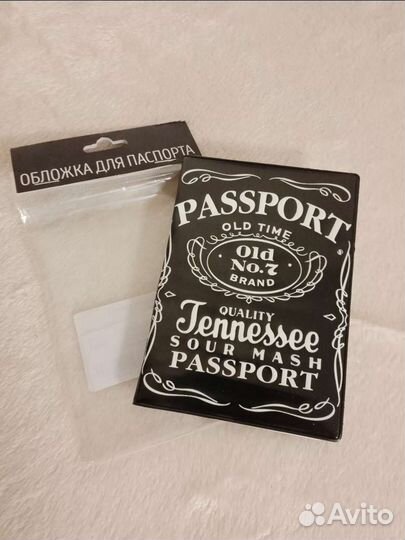 ОБЛОЖКА ДЛЯ ПАСПОРТА
PASSPORT
OLD TIME
Old
No.7
BRAND
QUALITY
Tennessee
SOUR MASH
PASSPORT
Avito